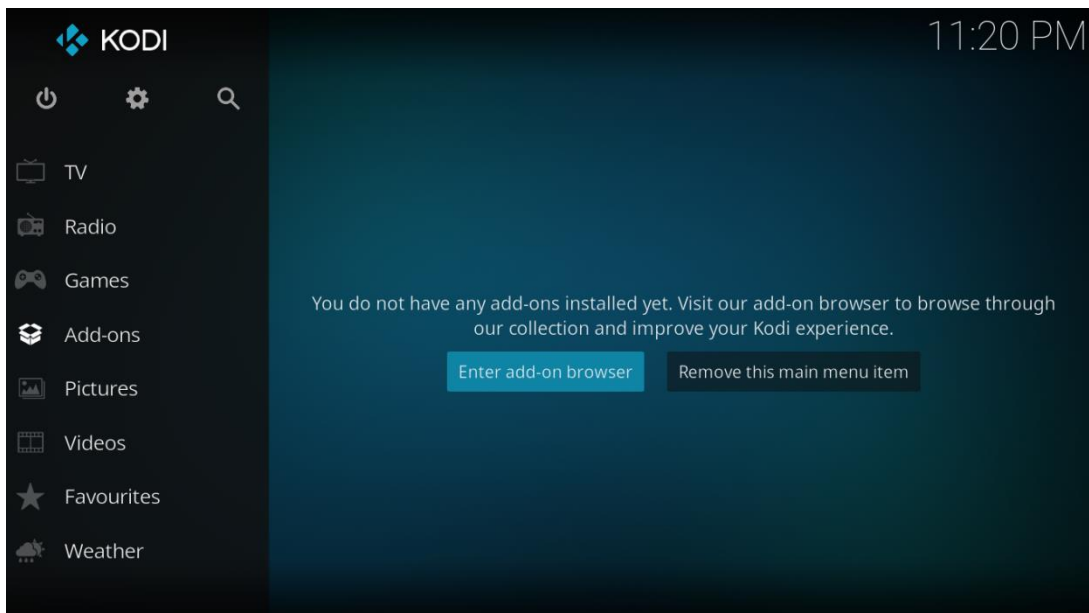 KODI
11:20 PM
TV
Radio
Games
Add-ons
Pictures
Videos
Favourites
Weather
You do not have any add-ons installed yet. Visit our add-on browser to browse through
our collection and improve your Kodi experience.
Enter add-on browser
Remove this main menu item